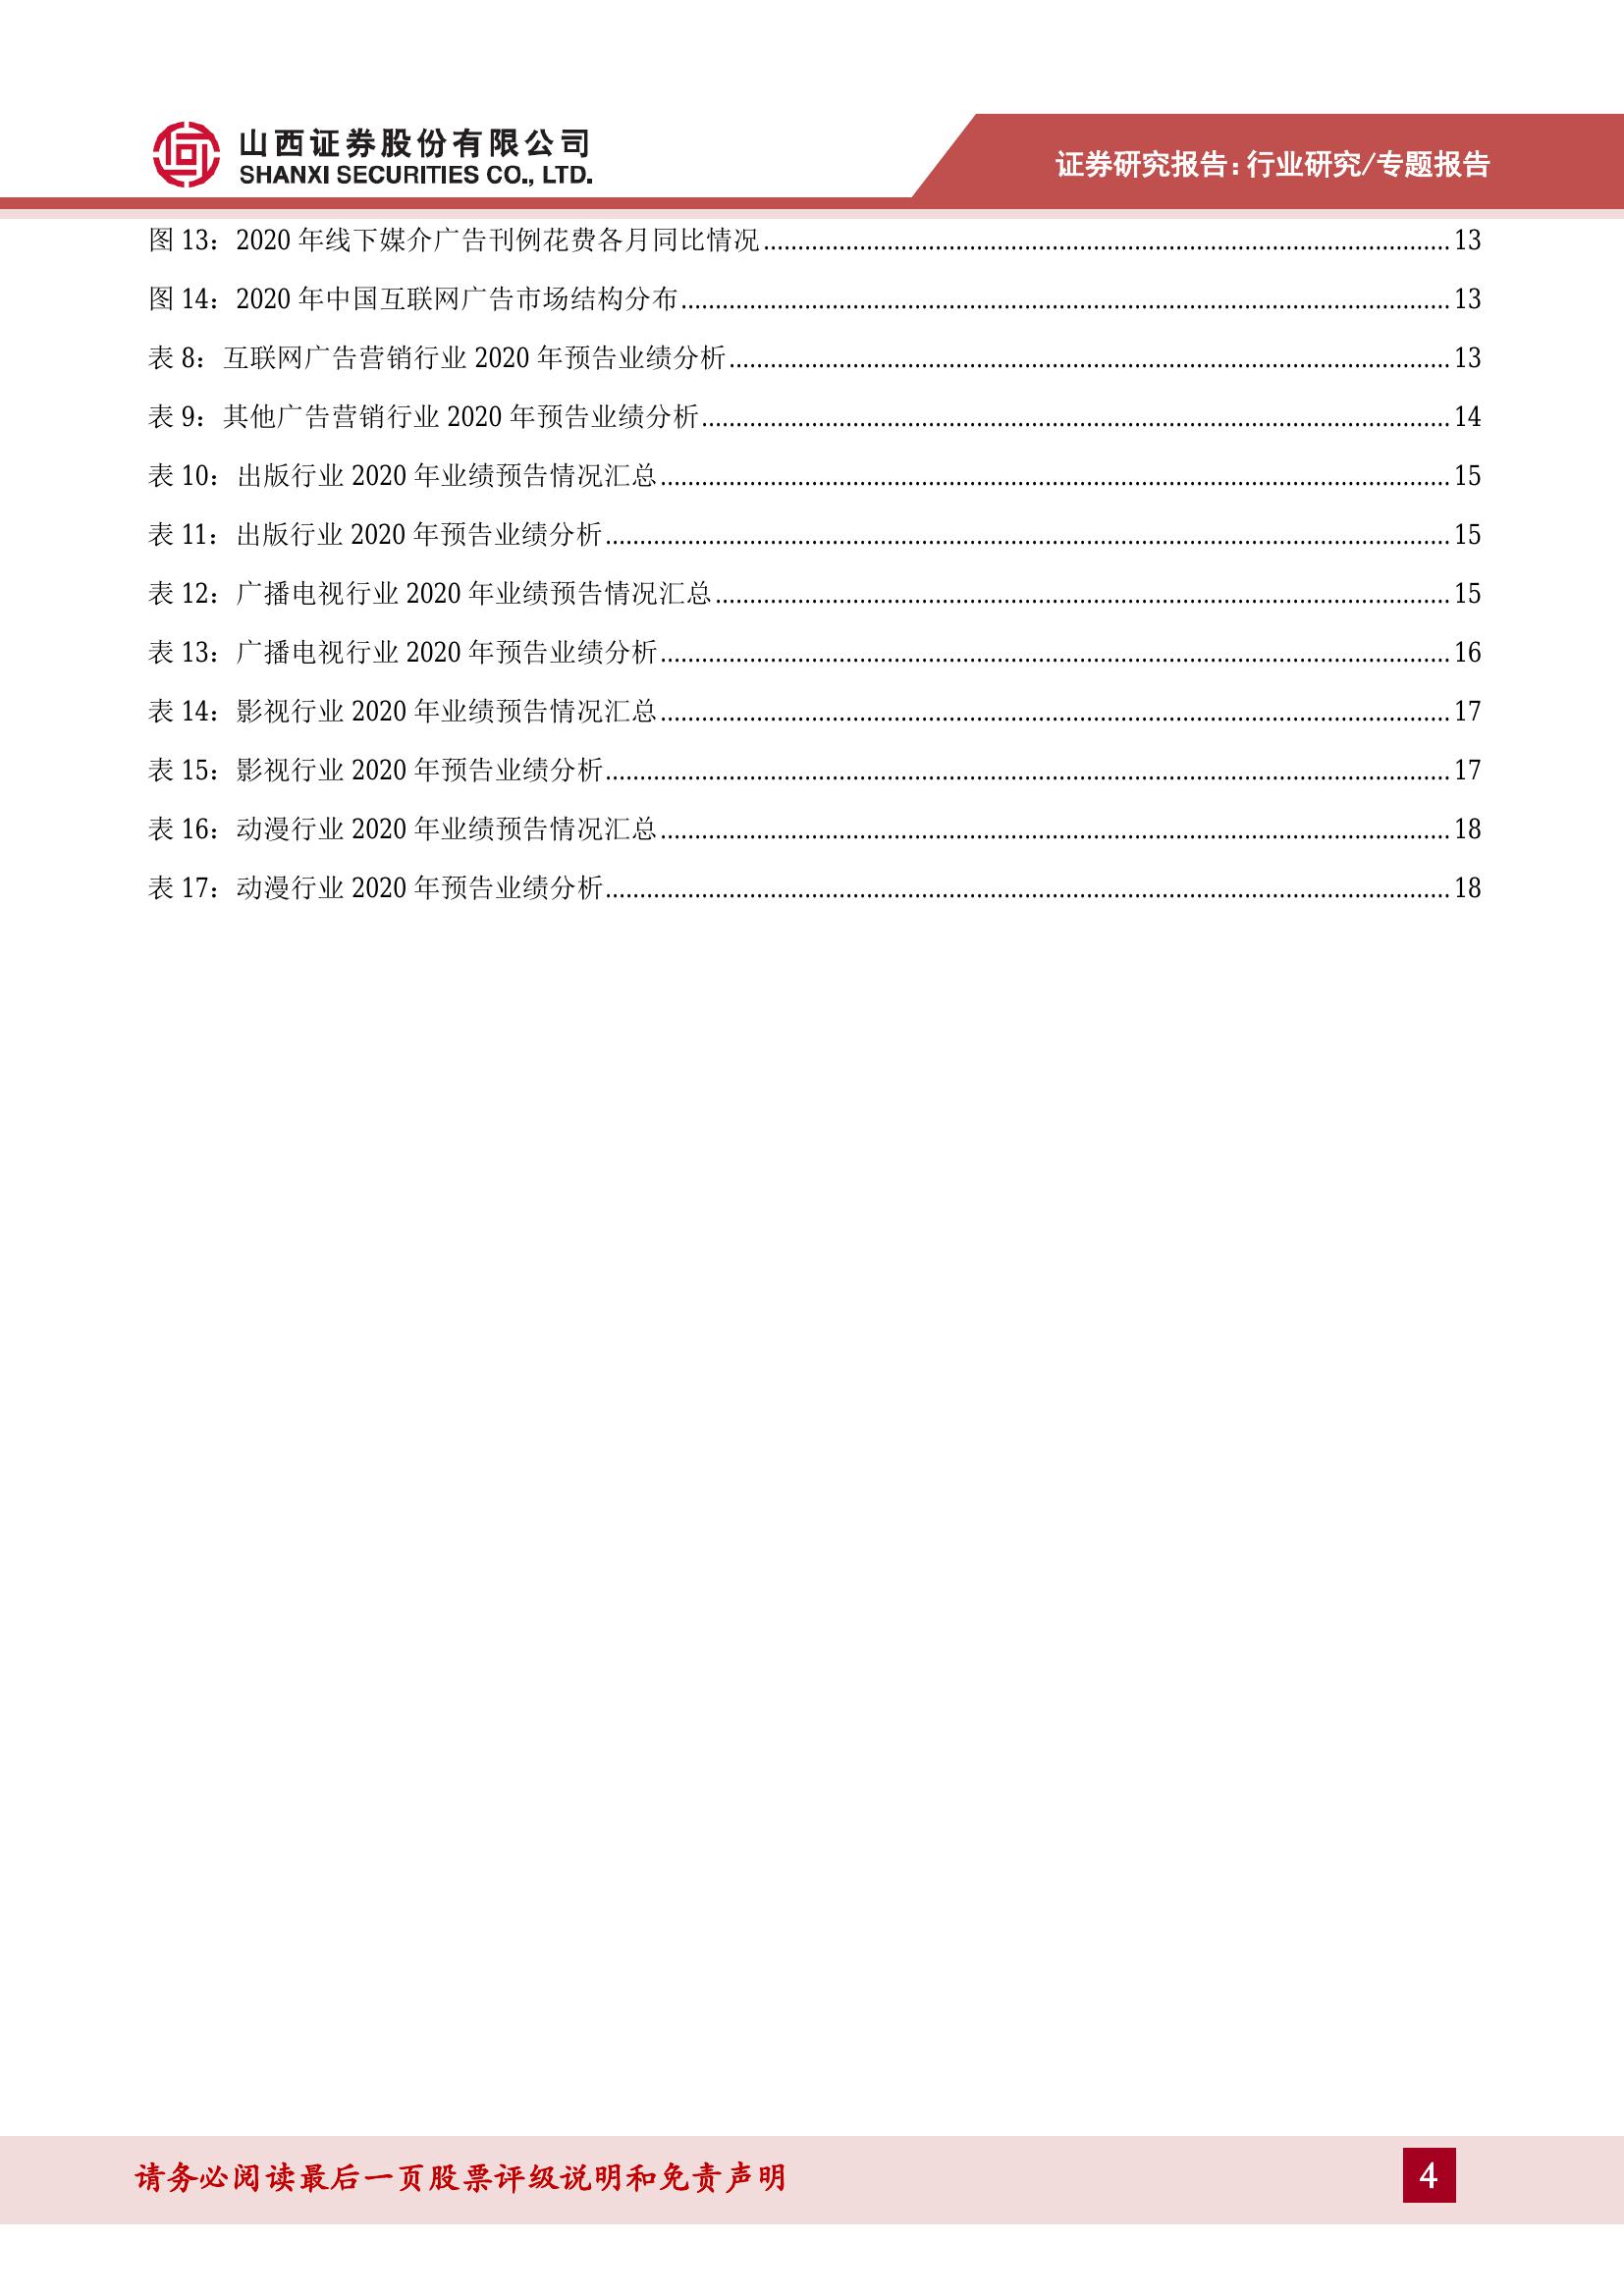 山西证券股份有限公司
SHANXI SECURITIES CO., LTD.
证券研究报告：行业研究/专题报告
图 13：2020 年线下媒介广告刊例花费各月同比情况 13
图 14：2020 年中国互联网广告市场结构分布 13
表 8：互联网广告营销行业 2020 年预告业绩分析 13
表 9：其他广告营销行业 2020 年预告业绩分析 14
表 10：出版行业 2020 年业绩预告情况汇总 15
表 11：出版行业 2020 年预告业绩分析 15
表 12：广播电视行业 2020 年业绩预告情况汇总 15
表 13：广播电视行业 2020 年预告业绩分析 16
表 14：影视行业 2020 年业绩预告情况汇总 17
表 15：影视行业 2020 年预告业绩分析 17
表 16：动漫行业 2020 年业绩预告情况汇总 18
表 17：动漫行业 2020 年预告业绩分析 18
请务必阅读最后一页股票评级说明和免责声明
4